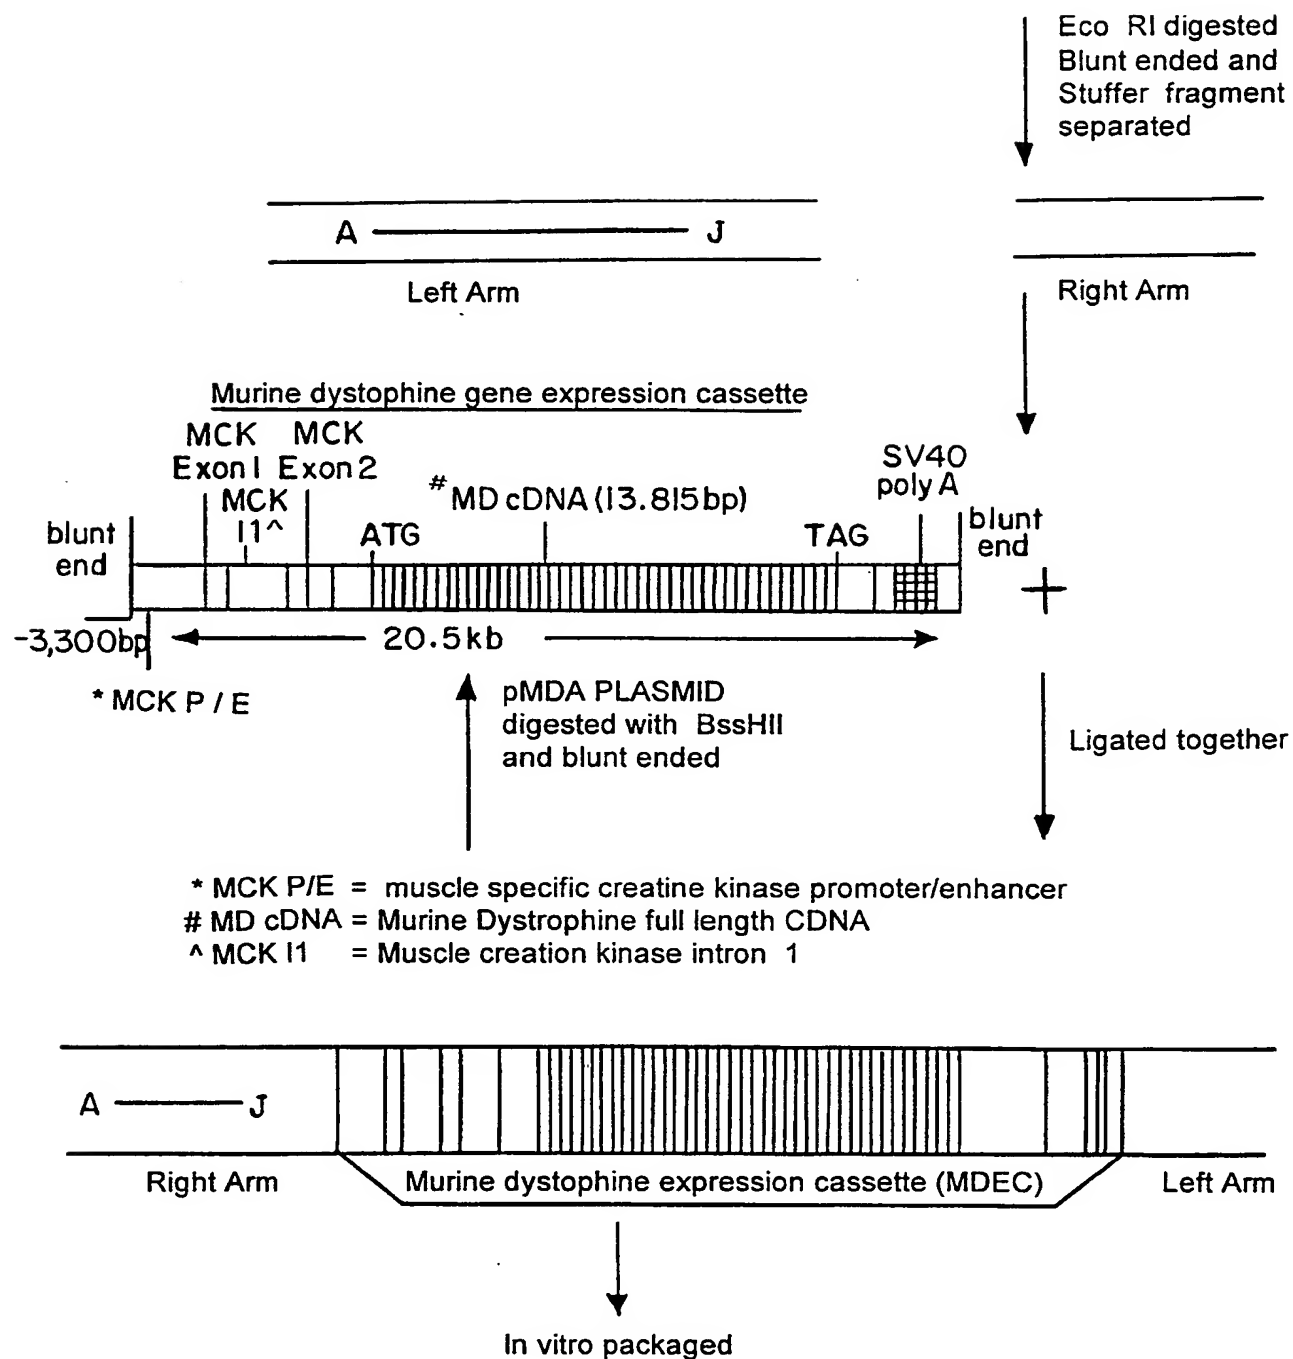 Eco RI digested
Blunt ended and
Stuffer fragment
separated
A J
Left Arm
Right Arm
Murine dystophine gene expression cassette
MCK
Exon 1
MCK
Exon 2
MCK
I1^
blunt
end
ATG
# MD cDNA (13.815bp)
TAG
SV40
poly A
blunt
end
+
-3,300bp
20.5kb
* MCK P / E
pMDA PLASMID
digested with BssHII
and blunt ended
Ligated together
* MCK P/E = muscle specific creatine kinase promoter/enhancer
# MD cDNA = Murine Dystrophine full length CDNA
^ MCK I1 = Muscle creation kinase intron 1
A J
Right Arm
Murine dystophine expression cassette (MDEC)
Left Arm
In vitro packaged